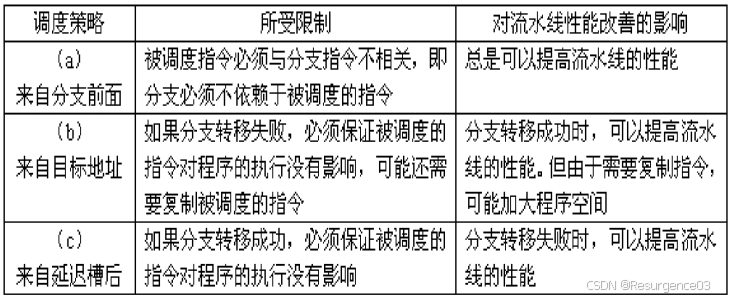 调度策略 所受限制 对流水线性能改善的影响
(a)
来自分支前面
被调度指令必须与分支指令不相关，即
分支必须不依赖于被调度的指令
总是可以提高流水线的性能
(b)
来自目标地址
如果分支转移失败，必须保证被调度的
指令对程序的执行没有影响，可能还需
要复制被调度的指令
分支转移成功时，可以提高流水
线的性能。但由于需要复制指令，
可能加大程序空间
(c)
来自延迟槽后
如果分支转移成功，必须保证被调度的
指令对程序的执行没有影响
分支转移失败时，可以提高流水
线的性能
CSDN @Resurgence03